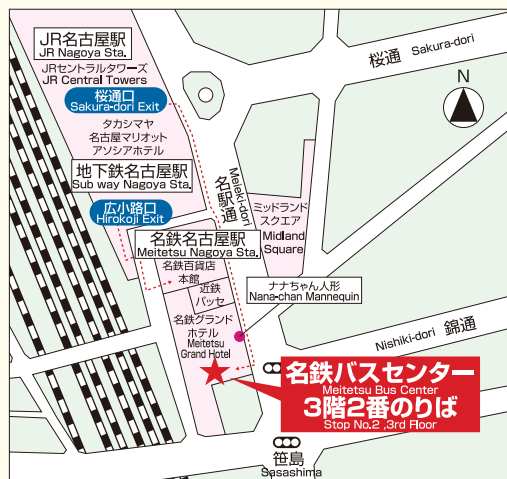 JR名古屋駅
JR Nagoya Sta.
JRセントラルタワーズ
JR Central Towers
桜通口
Sakura-dori Exit
タカシマヤ
名古屋マリオット
アソシアホテル
地下鉄名古屋駅
Sub way Nagoya Sta.
広小路口
Hirokoji Exit
桜通 Sakura-dori
N
Meieki-dori
名駅通
ミッドランド
スクエア
Midland
Square
名鉄名古屋駅
Meitetsu Nagoya Sta.
名鉄百貨店
本館
近鉄
パッセ
ナナちゃん人形
Nana-chan Mannequin
名鉄グランド
ホテル
Meitetsu
Grand Hotel
Nishiki-dori 錦通
名鉄バスセンター
Meitetsu Bus Center
3階2番のりば
Stop No.2 ,3rd Floor
笹島
Sasashima